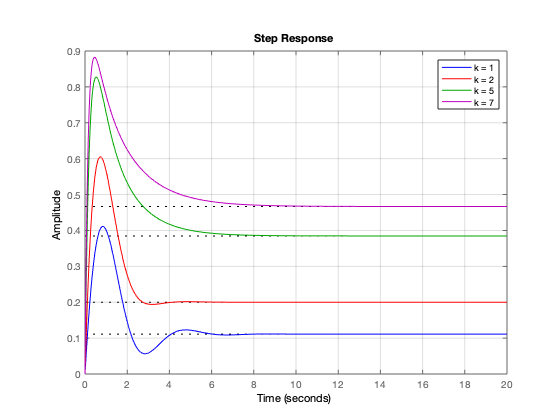 Step Response
k = 1
k = 2
k = 5
k = 7
Amplitude
0.9
0.8
0.7
0.6
0.5
0.4
0.3
0.2
0.1
0
0 2 4 6 8 10 12 14 16 18 20
Time (seconds)